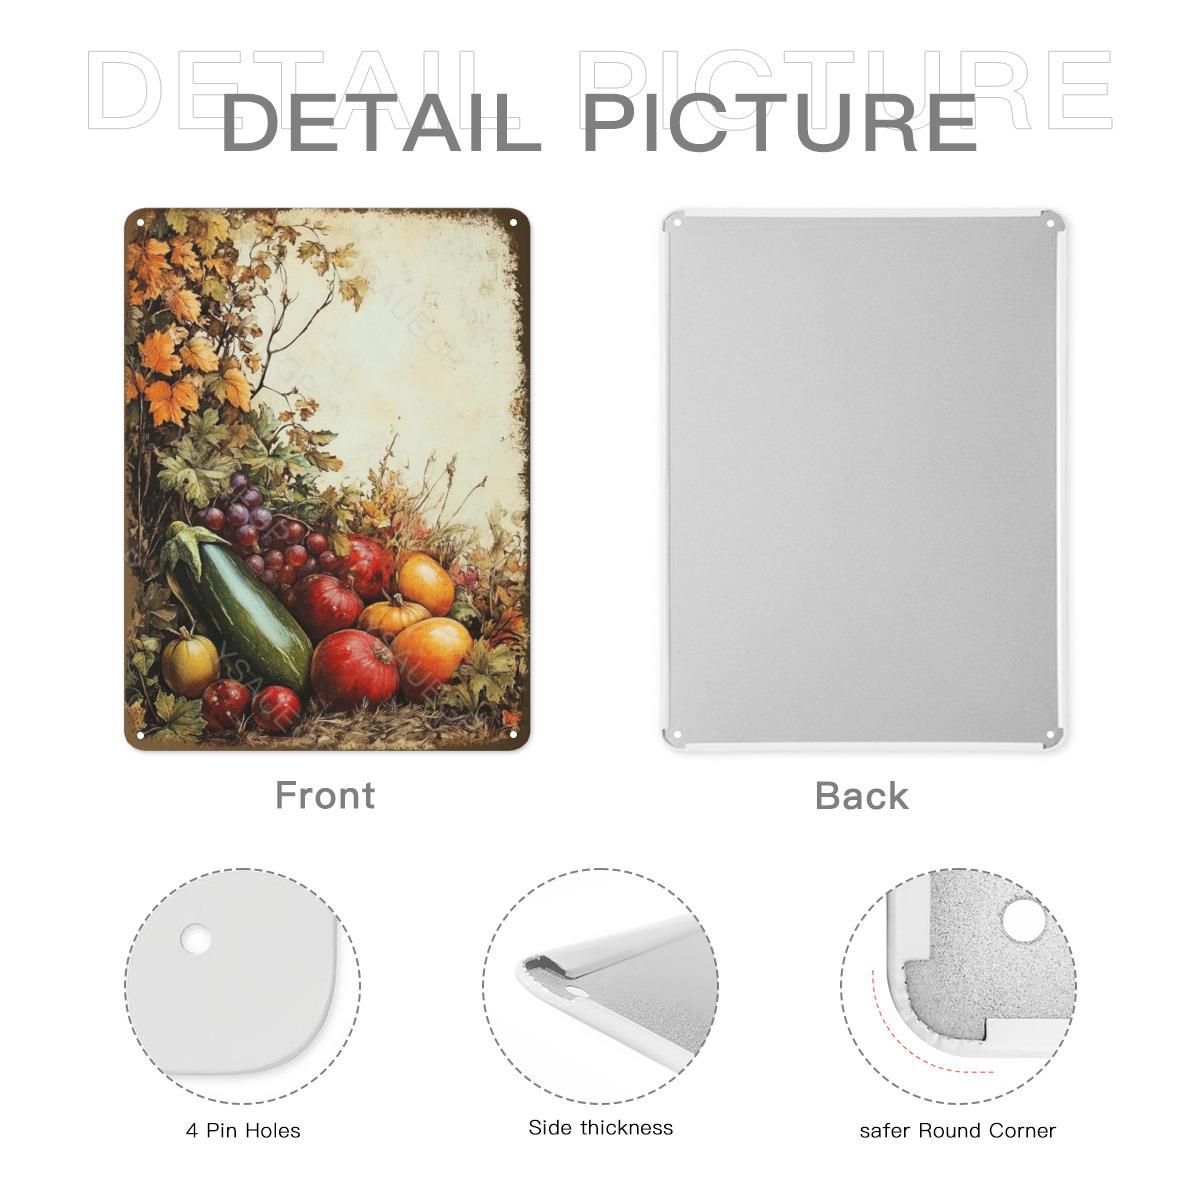 DETAIL PICTURE
DETAIL PICTURE
Front
Back
4 Pin Holes
Side thickness
safer Round Corner